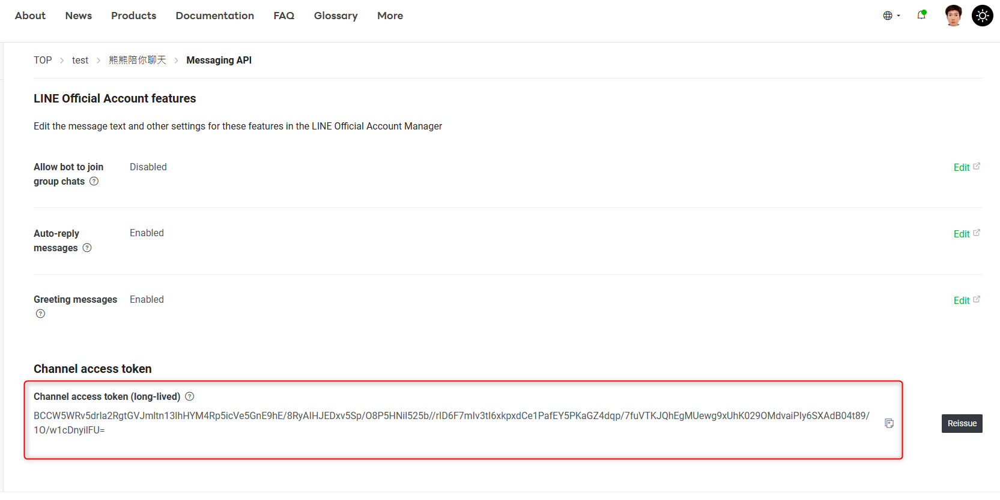 About News Products Documentation FAQ Glossary More
TOP > test > 熊熊陪你聊天 > Messaging API
LINE Official Account features
Edit the message text and other settings for these features in the LINE Official Account Manager
Allow bot to join group chats
Disabled
Edit
Auto-reply messages
Enabled
Edit
Greeting messages
Enabled
Edit
Channel access token
Channel access token (long-lived)
BCCW5WRv5drla2RgtGVJmltn13IhHYM4Rp5icVe5GnE9hE/8RyAIHJEDxv5Sp/O8P5HNil525b//rID6F7mIv3tI6xkpxdCe1PafEY5PKaGZ4dqp/7fuVTKJQhEgMUewg9xUhK029OMdvaiPly6SXAdB04t89/
1O/w1cDnyilFU=
Reissue